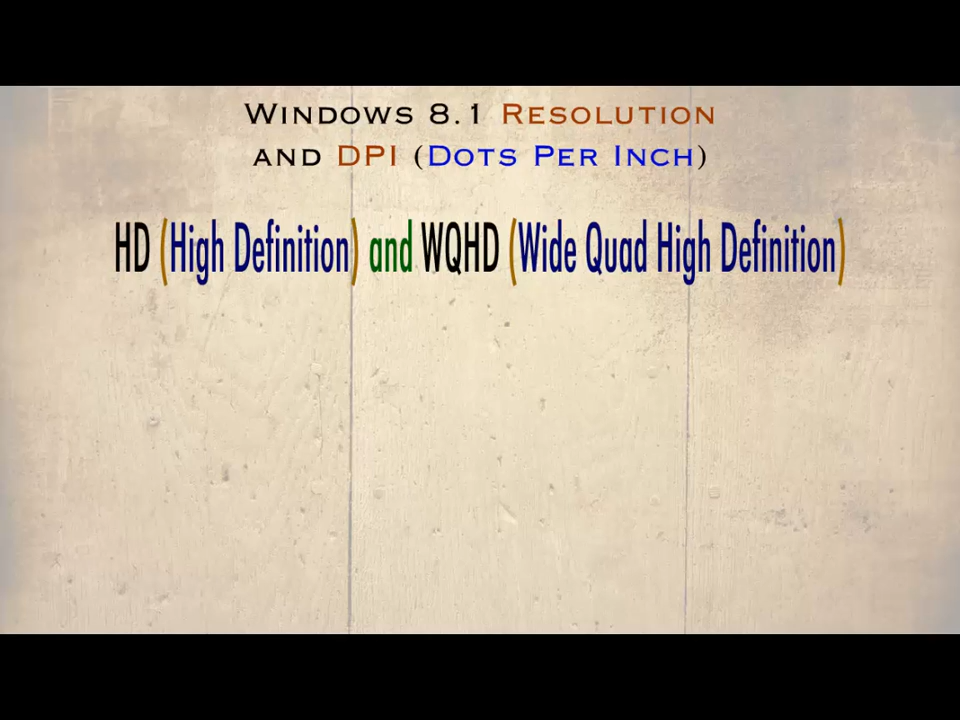 Windows 8.1 Resolution
and DPI (Dots Per Inch)
HD (High Definition) and WQHD (Wide Quad High Definition)